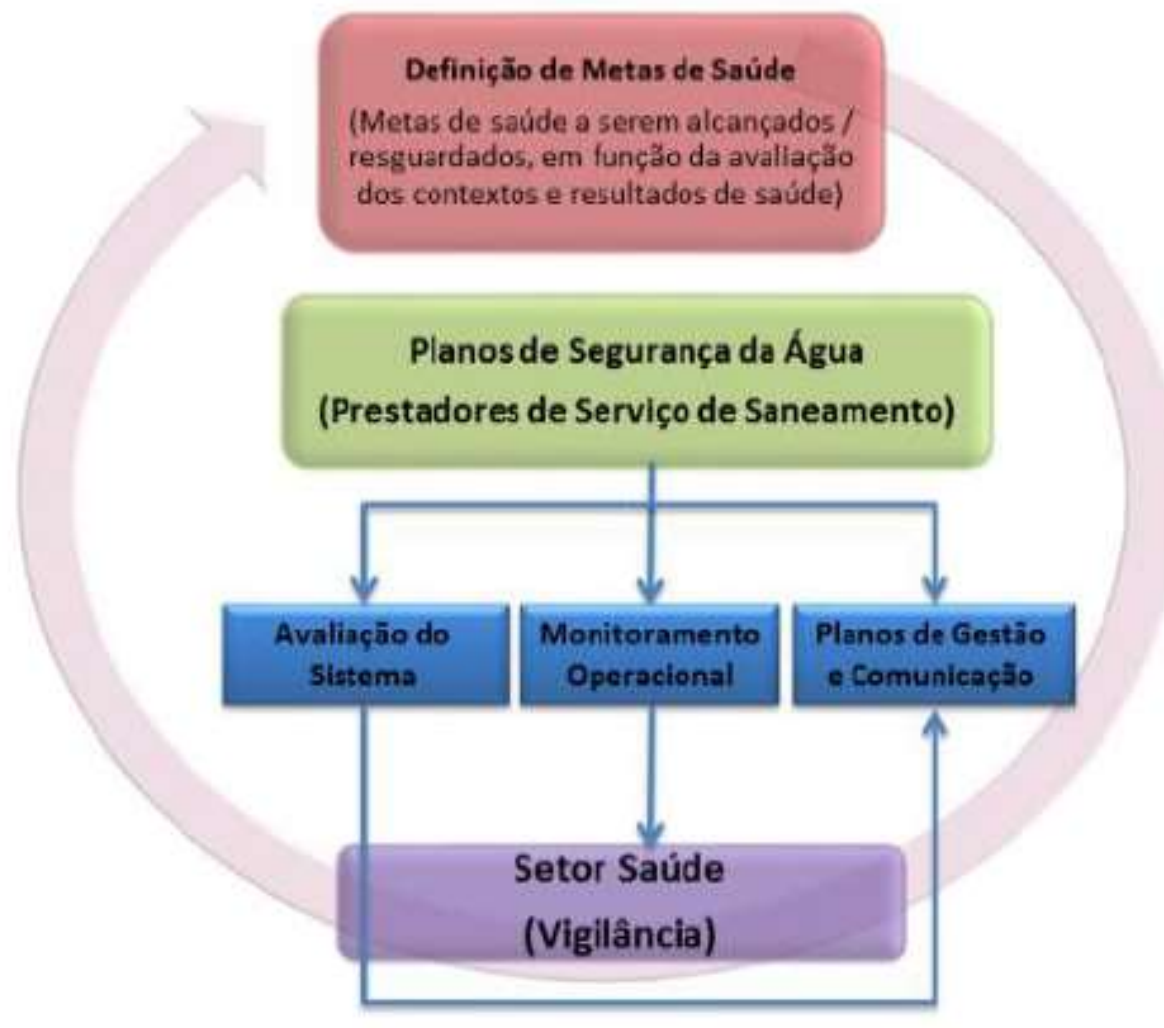 Definição de Metas de Saúde
(Metas de saúde a serem alcançados /
resguardados, em função da avaliação
dos contextos e resultados de saúde)
Planos de Segurança da Água
(Prestadores de Serviço de Saneamento)
Avaliação do
Sistema
Monitoramento
Operacional
Planos de Gestão
e Comunicação
Setor Saúde
(Vigilância)